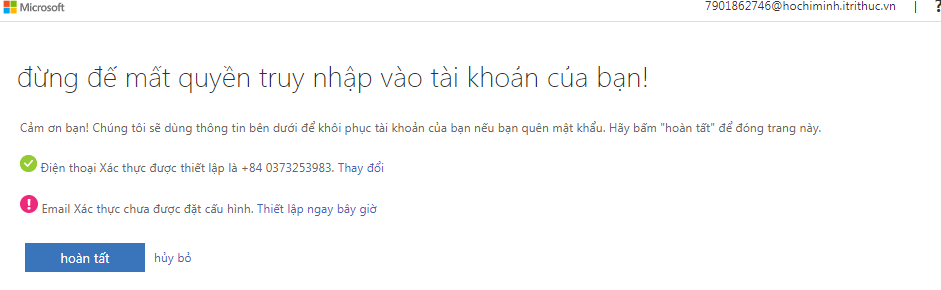 Microsoft
7901862746@hochiminh.itrithuc.vn | ?
đừng để mất quyền truy nhập vào tài khoản của bạn!
Cảm ơn bạn! Chúng tôi sẽ dùng thông tin bên dưới để khôi phục tài khoản của bạn nếu bạn quên mật khẩu. Hãy bấm "hoàn tất" để đóng trang này.
Điện thoại Xác thực được thiết lập là +84 0373253983. Thay đổi
Email Xác thực chưa được đặt cấu hình. Thiết lập ngay bây giờ
hoàn tất hủy bỏ